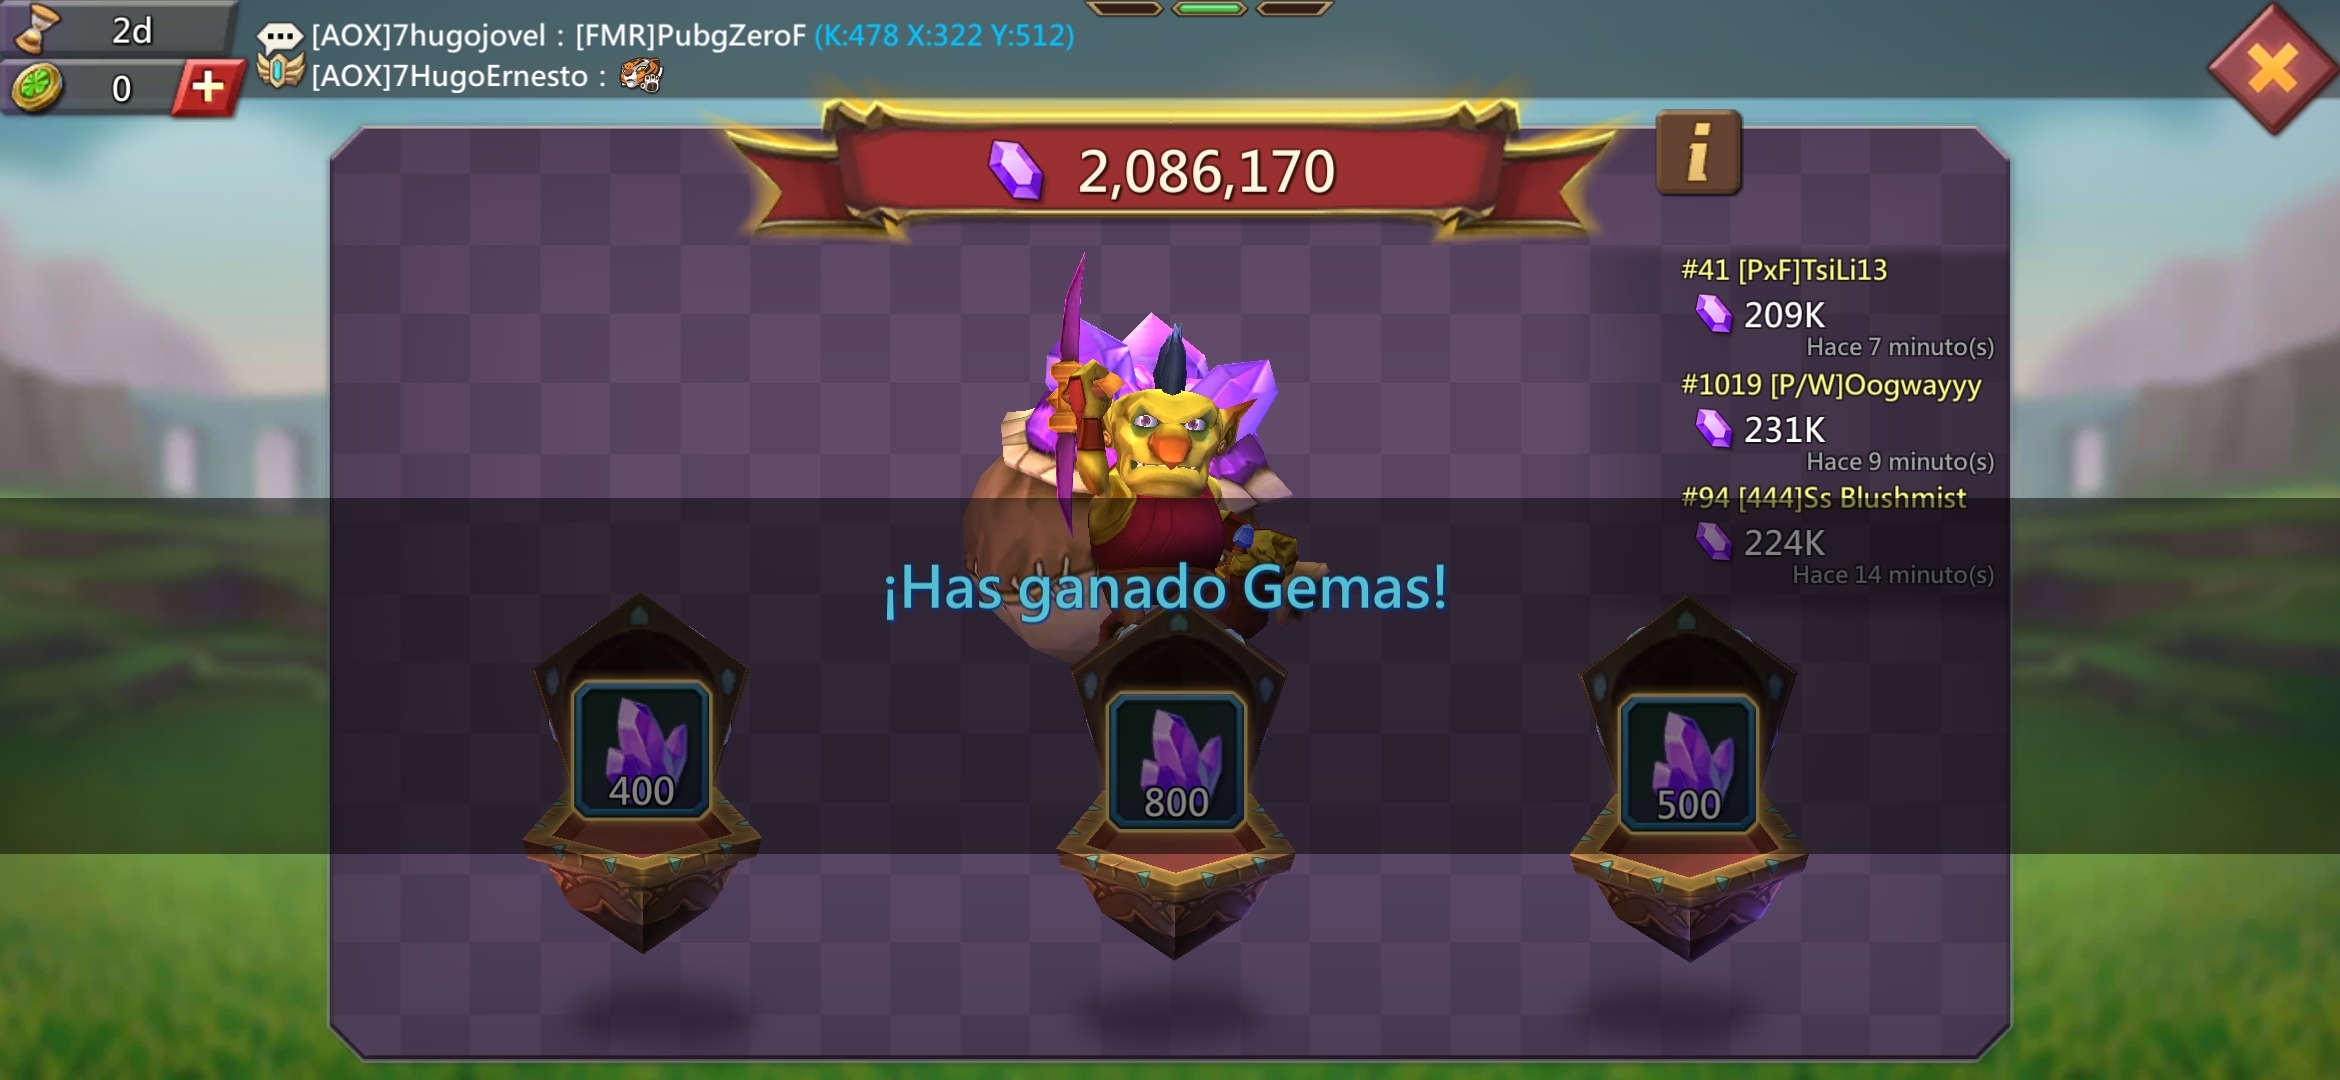 2d
0
[AOX]7hugojovel : [FMR]PubgZeroF (K:478 X:322 Y:512)
[AOX]7HugoErnesto :
2,086,170
i
#41 [PxF]TsiLi13
209K
Hace 7 minuto(s)
#1019 [P/W]Oogwayyy
231K
Hace 9 minuto(s)
#94 [444]Ss Blushmist
224K
Hace 14 minuto(s)
¡Has ganado Gemas!
400
800
500